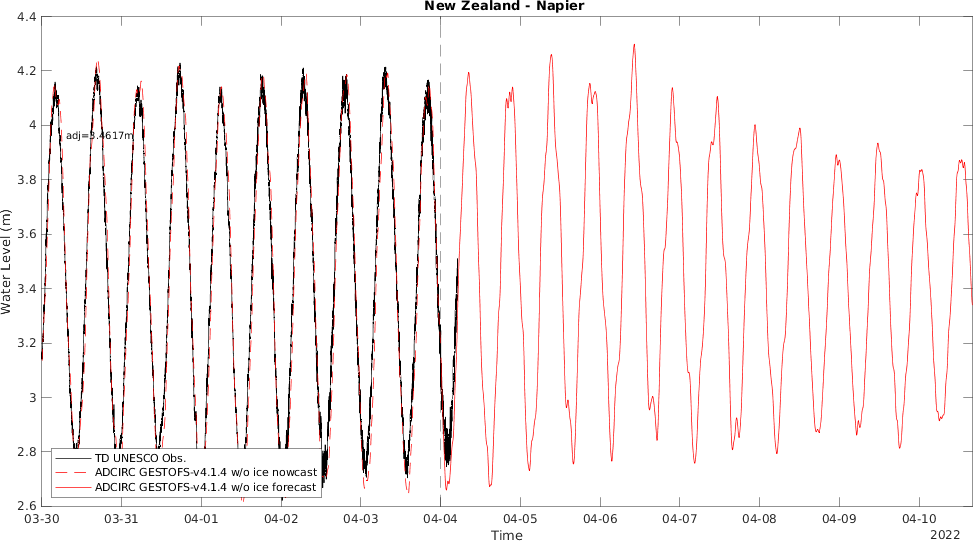 New Zealand - Napier
4.4
4.2
4
3.8
3.6
3.4
3.2
3
2.8
2.6
Water Level (m)
adj=3.4617m
TD UNESCO Obs.
ADCIRC GESTOFS-v4.1.4 w/o ice nowcast
ADCIRC GESTOFS-v4.1.4 w/o ice forecast
03-30 03-31 04-01 04-02 04-03 04-04 04-05 04-06 04-07 04-08 04-09 04-10
Time
2022